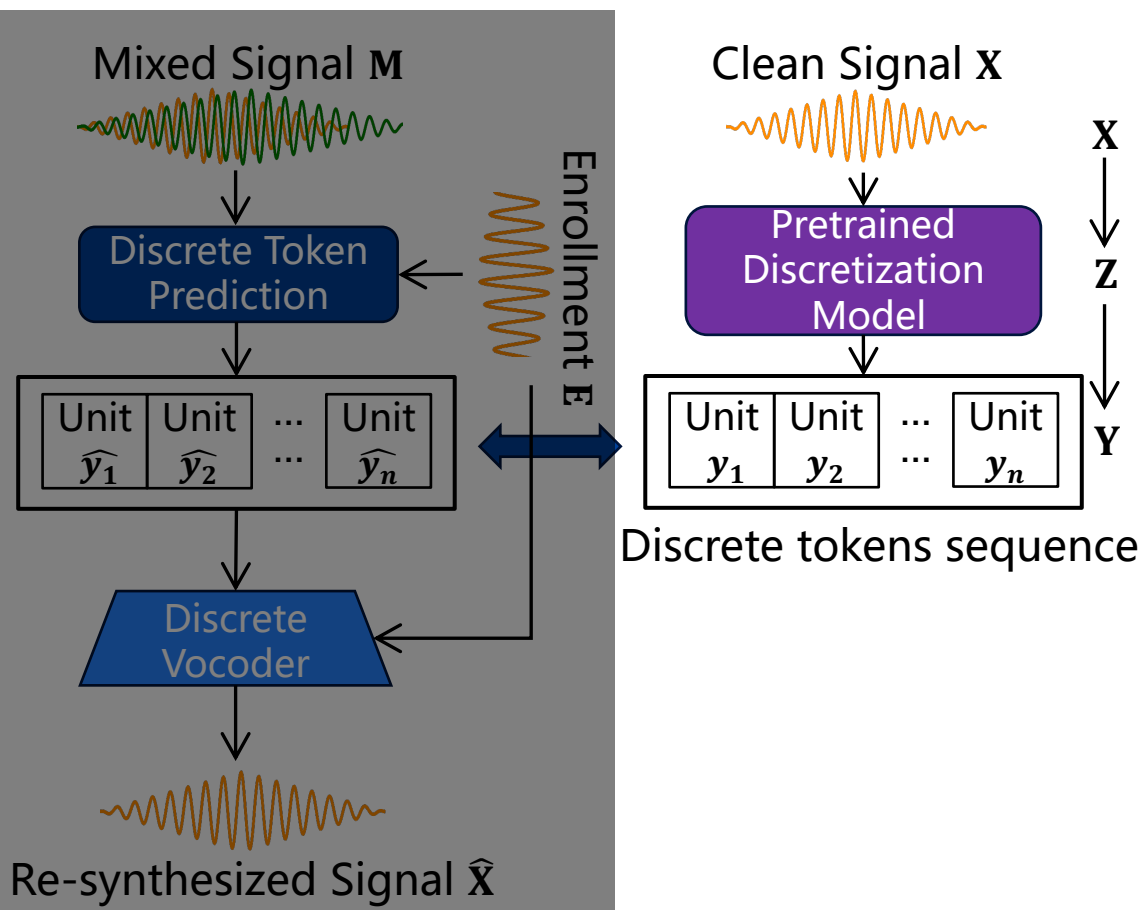 Mixed Signal M
Enrollment E
Discrete Token
Prediction
Unit ŷ₁
Unit ŷ₂
... ...
Unit ŷₙ
Discrete
Vocoder
Re-synthesized Signal X̂
Clean Signal X
Pretrained
Discretization
Model
Unit y₁
Unit y₂
... ...
Unit yₙ
Discrete tokens sequence
X
Z
Y